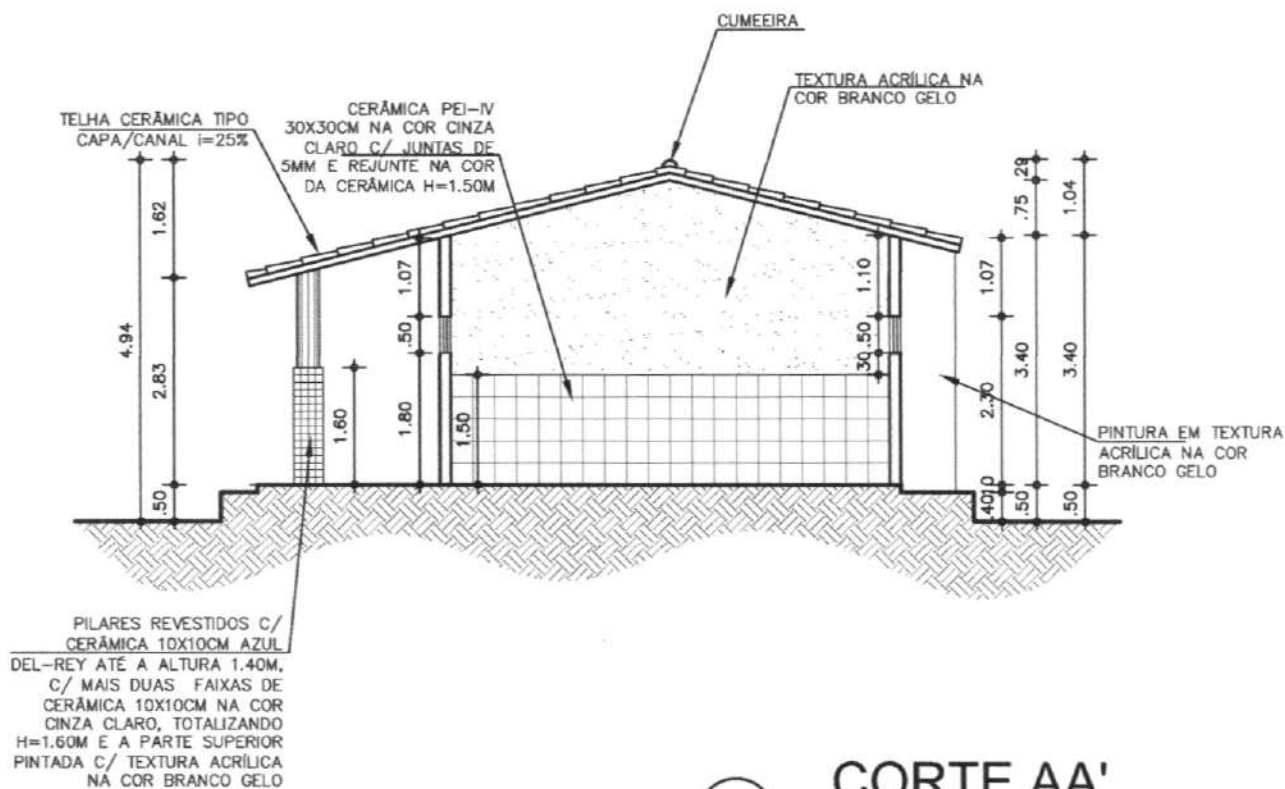 CUMEEIRA
TEXTURA ACRÍLICA NA
COR BRANCO GELO
CERÂMICA PEI-IV
30X30CM NA COR CINZA
CLARO C/ JUNTAS DE
5MM E REJUNTE NA COR
DA CERÂMICA H=1.50M
TELHA CERÂMICA TIPO
CAPA/CANAL i=25%
4.94
1.62
2.83
.50
1.60
1.07
.50
1.80
1.50
1.10
.50
30
1.07
2.30
.10
.40
.29
.75
3.40
.50
1.04
3.40
.50
PINTURA EM TEXTURA
ACRÍLICA NA COR
BRANCO GELO
PILARES REVESTIDOS C/
CERÂMICA 10X10CM AZUL
DEL-REY ATÉ A ALTURA 1.40M,
C/ MAIS DUAS FAIXAS DE
CERÂMICA 10X10CM NA COR
CINZA CLARO, TOTALIZANDO
H=1.60M E A PARTE SUPERIOR
PINTADA C/ TEXTURA ACRÍLICA
NA COR BRANCO GELO
CORTE AA'